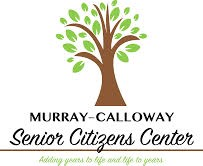 MURRAY-CALLOWAY
Senior Citizens Center
Adding years to life and life to years